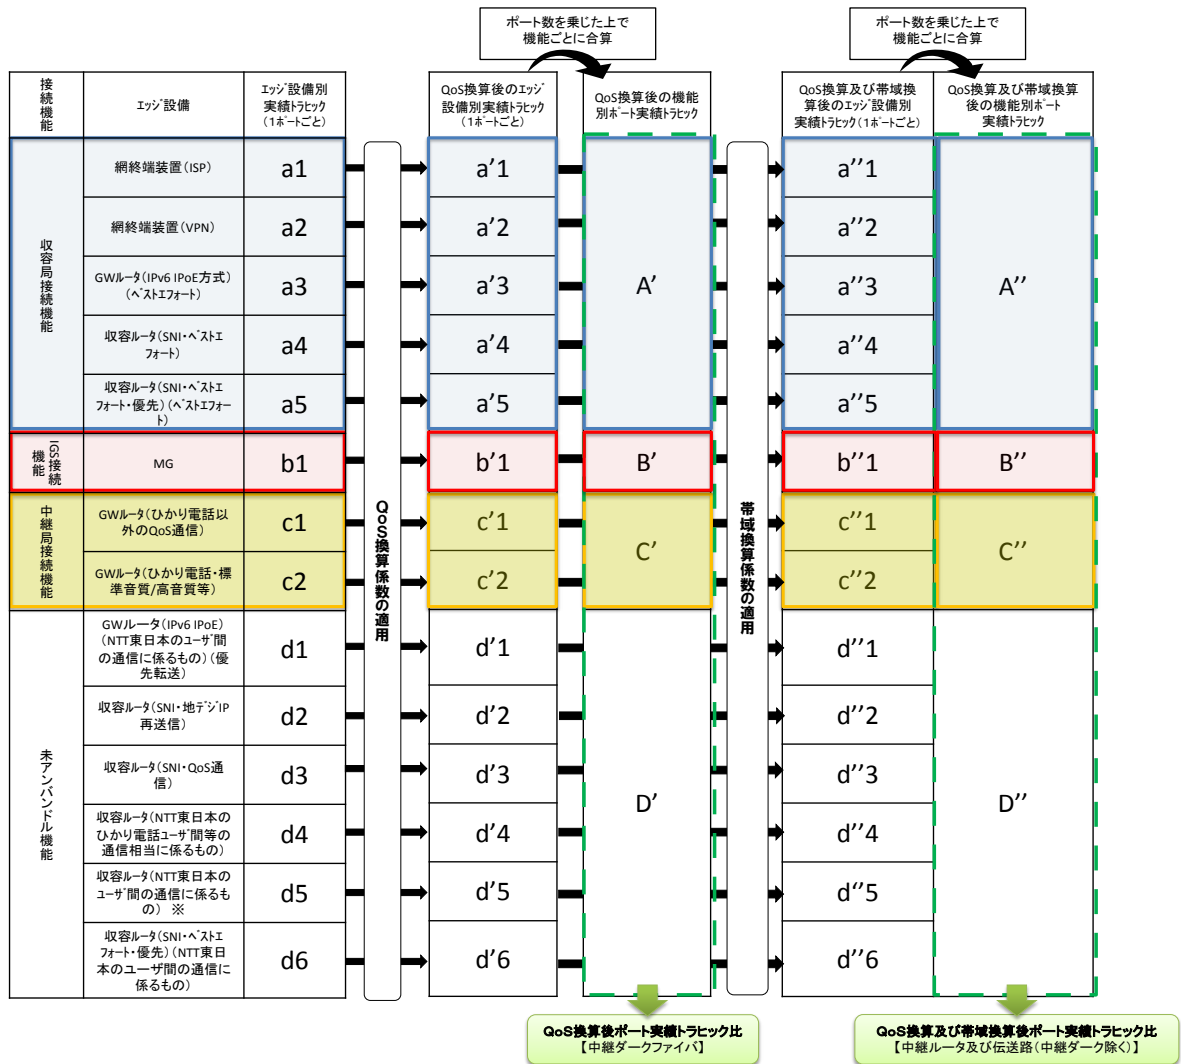 ポート数を乗じた上で
機能ごとに合算
ポート数を乗じた上で
機能ごとに合算
接続機能
エッジ設備
エッジ設備別
実績トラヒック
(1ポートごと)
QoS換算後のエッジ
設備別実績トラヒック
(1ポートごと)
QoS換算後の機能
別ポート実績トラヒック
QoS換算及び帯域換
算後のエッジ設備別
実績トラヒック(1ポートごと)
QoS換算及び帯域換算
後の機能別ポート
実績トラヒック
収容局接続機能
網終端装置(ISP)
a1
a'1
a''1
網終端装置(VPN)
a2
a'2
a''2
GWルータ(IPv6 IPoE方式)
(ベストエフォート)
a3
a'3
A'
a''3
A''
収容ルータ(SNI・ベストエ
フォート)
a4
a'4
a''4
収容ルータ(SNI・ベストエ
フォート・優先)(ベストエフォー
ト)
a5
a'5
a''5
IGS接続
機能
MG
b1
b'1
B'
b''1
B''
中継局接続機能
GWルータ(ひかり電話以
外のQoS通信)
c1
c'1
C'
c''1
C''
GWルータ(ひかり電話・標
準音質/高音質等)
c2
c'2
c''2
QoS換算係数の適用
帯域換算係数の適用
未アンバンドル機能
GWルータ(IPv6 IPoE)
(NTT東日本のユーザ間
の通信に係るもの)(優
先転送)
d1
d'1
d''1
収容ルータ(SNI・地デジIP
再送信)
d2
d'2
d''2
収容ルータ(SNI・QoS通
信)
d3
d'3
D'
d''3
D''
収容ルータ(NTT東日本の
ひかり電話ユーザ間等の
通信相当に係るもの)
d4
d'4
d''4
収容ルータ(NTT東日本の
ユーザ間の通信に係るも
の) ※
d5
d'5
d''5
収容ルータ(SNI・ベストエ
フォート・優先)(NTT東日
本のユーザ間の通信に
係るもの)
d6
d'6
d''6
QoS換算後ポート実績トラヒック比
【中継ダークファイバ】
QoS換算及び帯域換算後ポート実績トラヒック比
【中継ルータ及び伝送路(中継ダーク除く)】